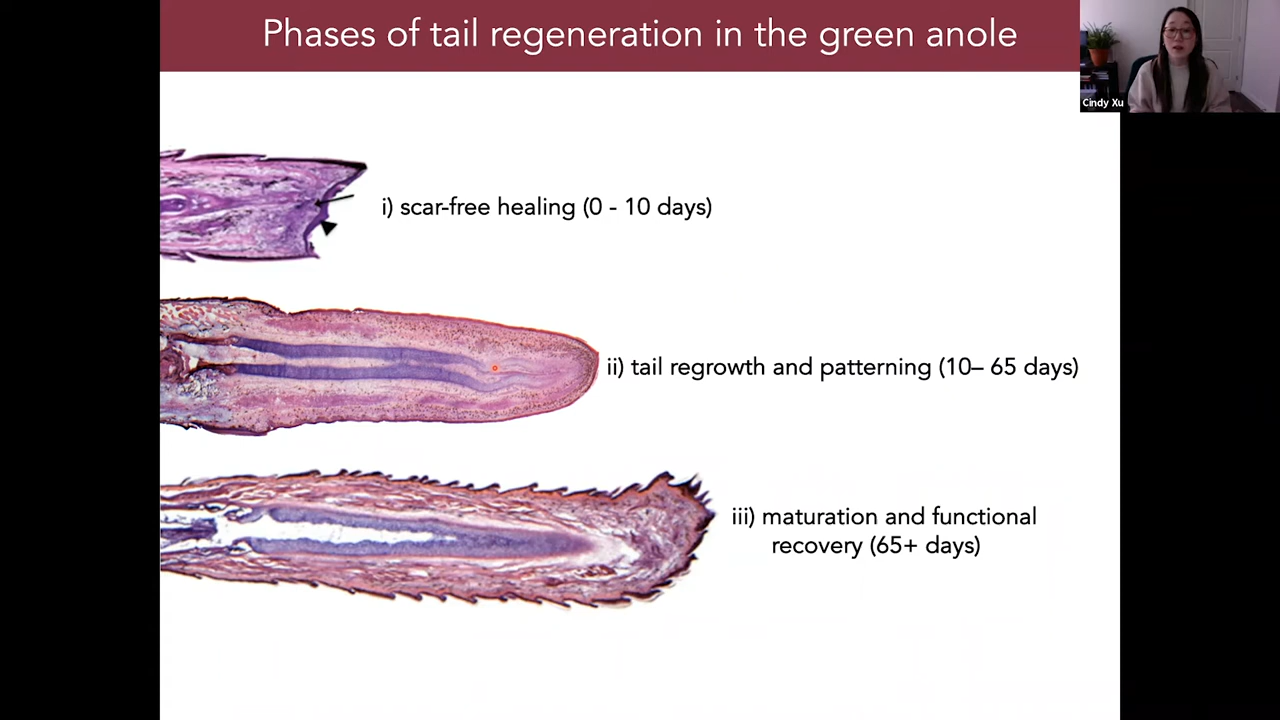 Phases of tail regeneration in the green anole
Cindy Xu
i) scar-free healing (0 - 10 days)
ii) tail regrowth and patterning (10– 65 days)
iii) maturation and functional
recovery (65+ days)